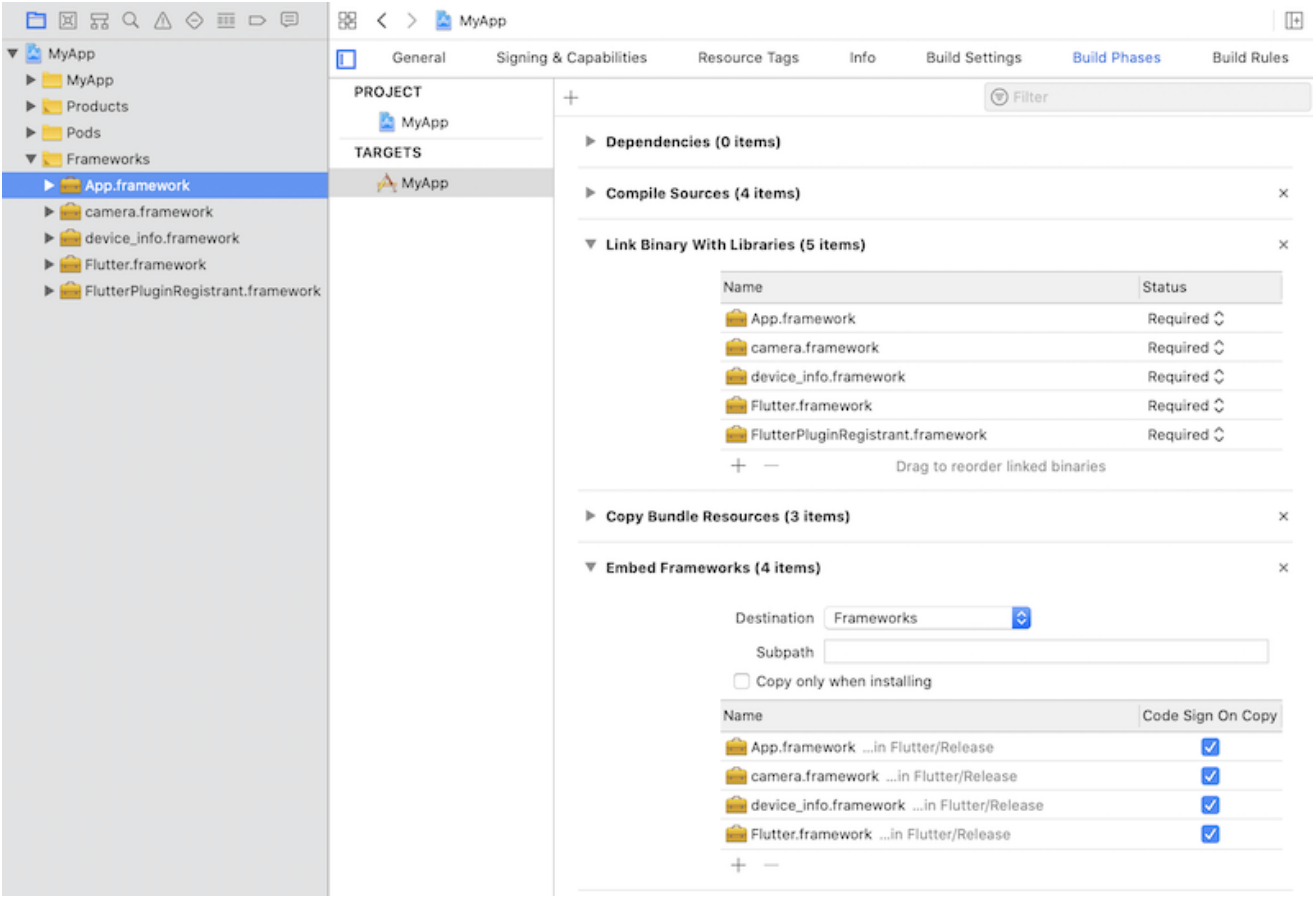 MyApp
MyApp
MyApp
Products
Pods
Frameworks
App.framework
camera.framework
device_info.framework
Flutter.framework
FlutterPluginRegistrant.framework
General Signing & Capabilities Resource Tags Info Build Settings Build Phases Build Rules
PROJECT
MyApp
TARGETS
MyApp
Filter
Dependencies (0 items)
Compile Sources (4 items)
Link Binary With Libraries (5 items)
Name Status
App.framework Required
camera.framework Required
device_info.framework Required
Flutter.framework Required
FlutterPluginRegistrant.framework Required
Drag to reorder linked binaries
Copy Bundle Resources (3 items)
Embed Frameworks (4 items)
Destination Frameworks
Subpath
Copy only when installing
Name Code Sign On Copy
App.framework ...in Flutter/Release
camera.framework ...in Flutter/Release
device_info.framework ...in Flutter/Release
Flutter.framework ...in Flutter/Release